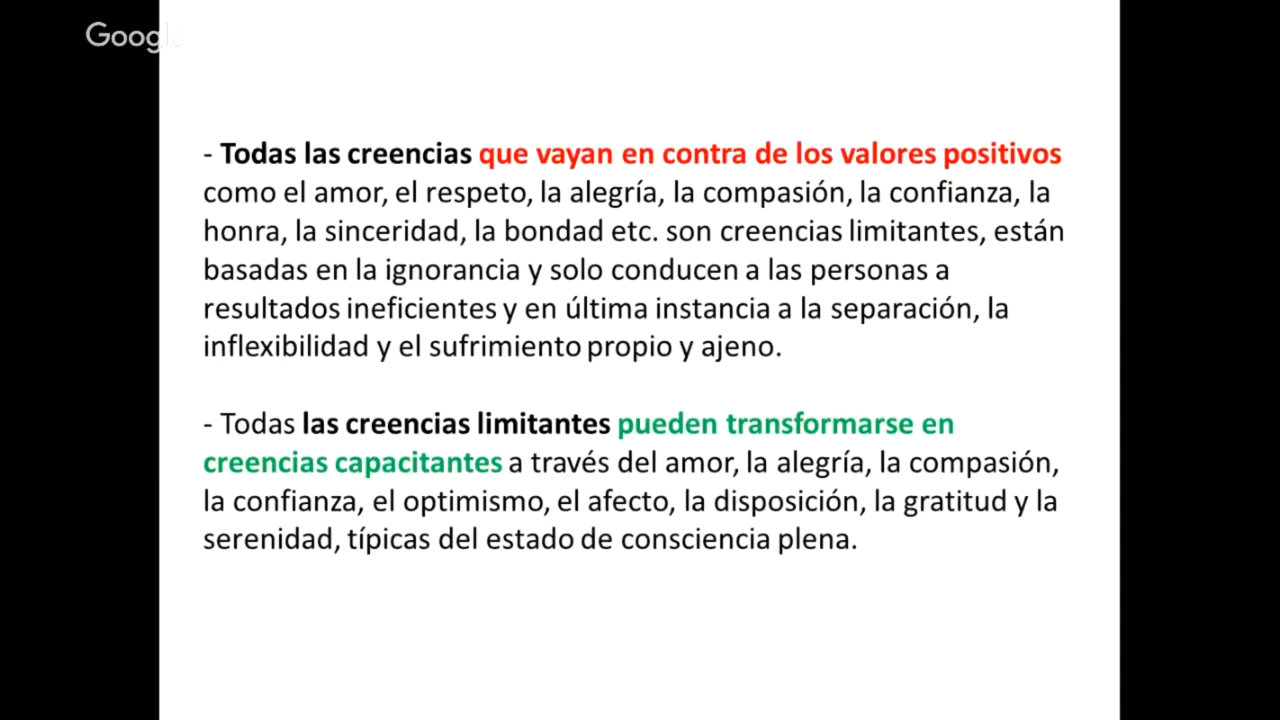 Google
- Todas las creencias que vayan en contra de los valores positivos
como el amor, el respeto, la alegría, la compasión, la confianza, la
honra, la sinceridad, la bondad etc. son creencias limitantes, están
basadas en la ignorancia y solo conducen a las personas a
resultados ineficientes y en última instancia a la separación, la
inflexibilidad y el sufrimiento propio y ajeno.
- Todas las creencias limitantes pueden transformarse en
creencias capacitantes a través del amor, la alegría, la compasión,
la confianza, el optimismo, el afecto, la disposición, la gratitud y la
serenidad, típicas del estado de consciencia plena.